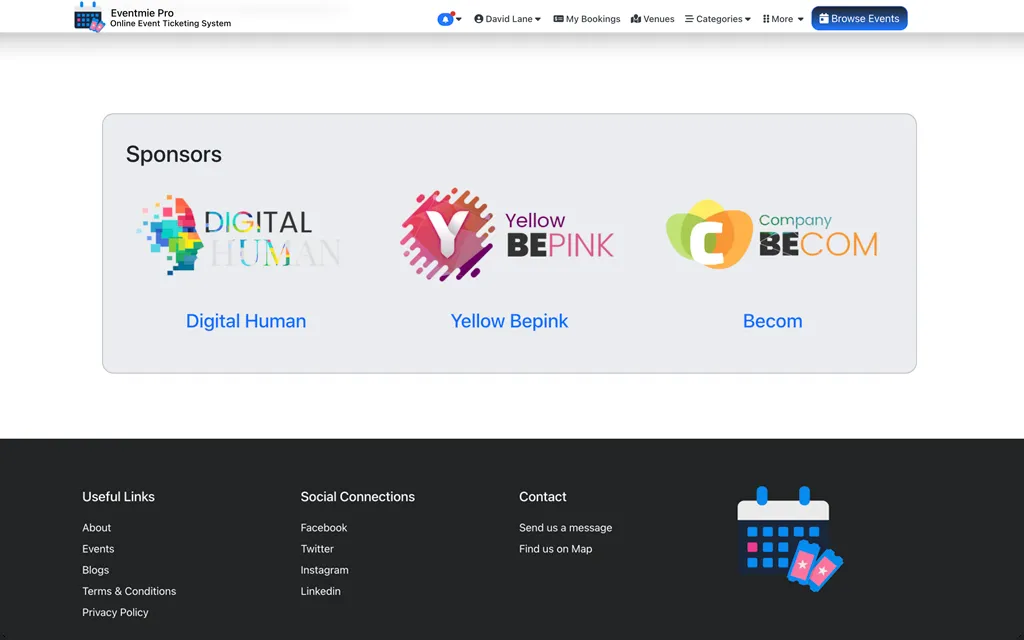 Eventmie Pro
Online Event Ticketing System
David Lane
My Bookings
Venues
Categories
More
Browse Events
Sponsors
DIGITAL
HUMAN
Y
Yellow
BEPINK
C
Company
BECOM
Digital Human
Yellow Bepink
Becom
Useful Links
About
Events
Blogs
Terms & Conditions
Privacy Policy
Social Connections
Facebook
Twitter
Instagram
Linkedin
Contact
Send us a message
Find us on Map